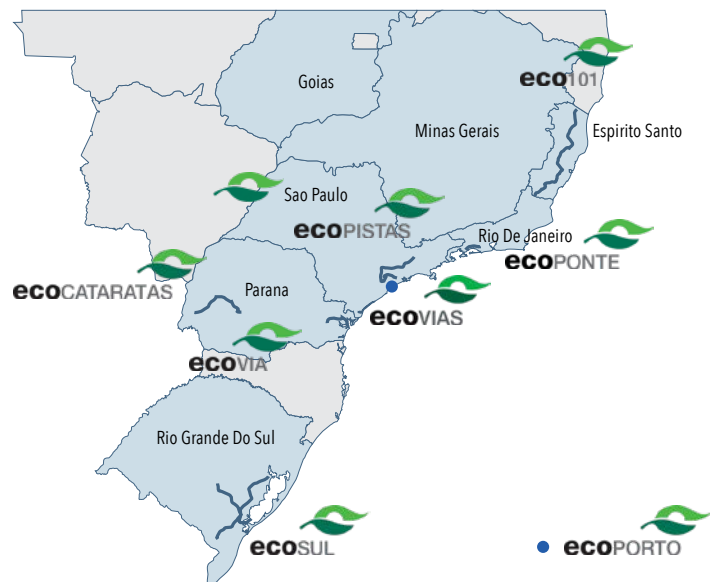 Goias
eco101
Minas Gerais
Espirito Santo
Sao Paulo
ecoPISTAS
Rio De Janeiro
ecoPONTE
ecoCATARATAS
Parana
ecoVIAS
ecoVIA
Rio Grande Do Sul
ecoSUL
ecoPORTO